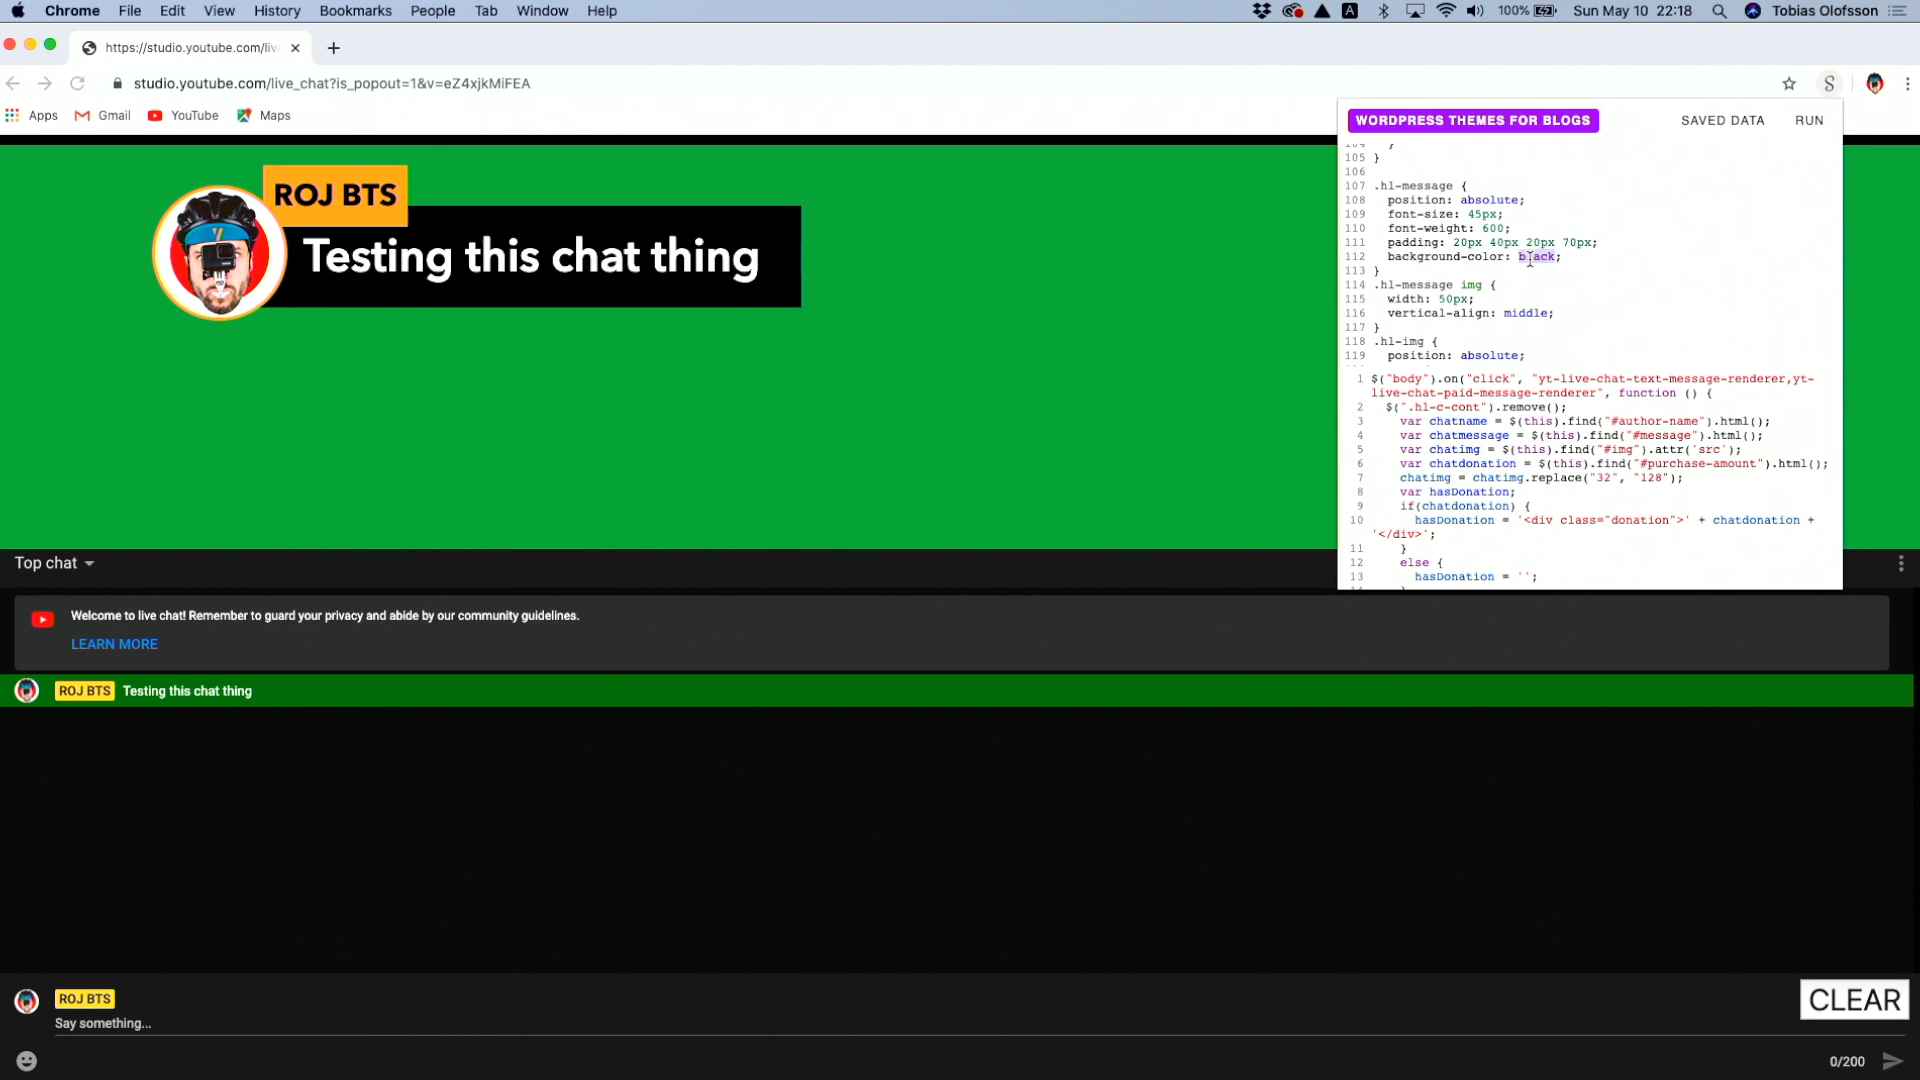 Chrome File Edit View History Bookmarks People Tab Window Help
A 100% Sun May 10 22:18 Tobias Olofsson
https://studio.youtube.com/liv
studio.youtube.com/live_chat?is_popout=1&v=eZ4xjkMiFEA
S
Apps Gmail YouTube Maps
WORDPRESS THEMES FOR BLOGS SAVED DATA RUN
104 }
105 }
106
107 .hl-message {
108 position: absolute;
109 font-size: 45px;
110 font-weight: 600;
111 padding: 20px 40px 20px 70px;
112 background-color: black;
113 }
114 .hl-message img {
115 width: 50px;
116 vertical-align: middle;
117 }
118 .hl-img {
119 position: absolute;
1 $("body").on("click", "yt-live-chat-text-message-renderer,yt-
live-chat-paid-message-renderer", function () {
2 $(".hl-c-cont").remove();
3 var chatname = $(this).find("#author-name").html();
4 var chatmessage = $(this).find("#message").html();
5 var chatimg = $(this).find("#img").attr('src');
6 var chatdonation = $(this).find("#purchase-amount").html();
7 chatimg = chatimg.replace("32", "128");
8 var hasDonation;
9 if(chatdonation) {
10 hasDonation = '<div class="donation">' + chatdonation +
'</div>';
11 }
12 else {
13 hasDonation = '';
ROJ BTS
Testing this chat thing
Top chat
Welcome to live chat! Remember to guard your privacy and abide by our community guidelines.
LEARN MORE
ROJ BTS Testing this chat thing
ROJ BTS
Say something...
CLEAR
0/200